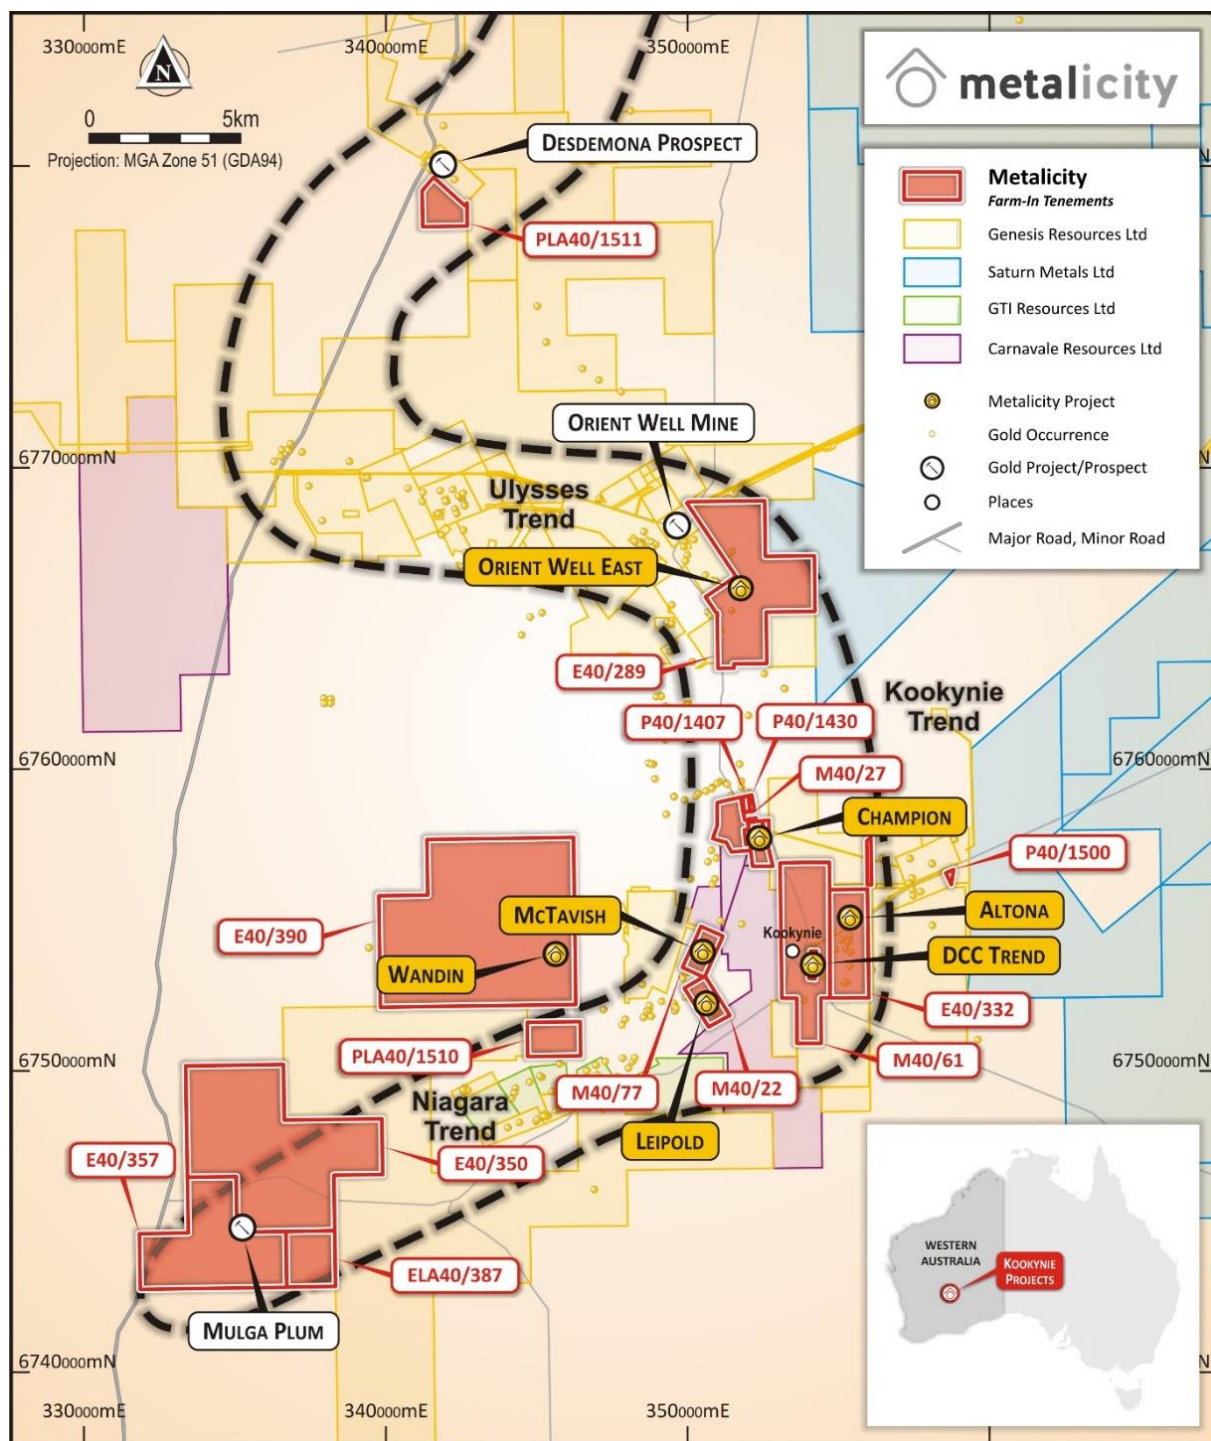 330000mE
340000mE
350000mE
N
0
5km
Projection: MGA Zone 51 (GDA94)
metalicity
DESDEMONA PROSPECT
PLA40/1511
Metalicity
Farm-In Tenements
Genesis Resources Ltd
Saturn Metals Ltd
GTI Resources Ltd
Carnavale Resources Ltd
Metalicity Project
Gold Occurrence
Gold Project/Prospect
Places
Major Road, Minor Road
N
ORIENT WELL MINE
6770000mN
N
Ulysses
Trend
ORIENT WELL EAST
E40/289
Kookynie
Trend
P40/1407
P40/1430
6760000mN
6760000mN
M40/27
CHAMPION
P40/1500
MCTAVISH
ALTONA
E40/390
Kookynie
WANDIN
DCC TREND
E40/332
PLA40/1510
M40/61
6750000mN
6750000mN
M40/77
M40/22
Niagara
Trend
LEIPOLD
E40/357
E40/350
ELA40/387
MULGA PLUM
WESTERN
AUSTRALIA
KOOKYNIE
PROJECTS
6740000mN
N
330000mE
340000mE
350000mE